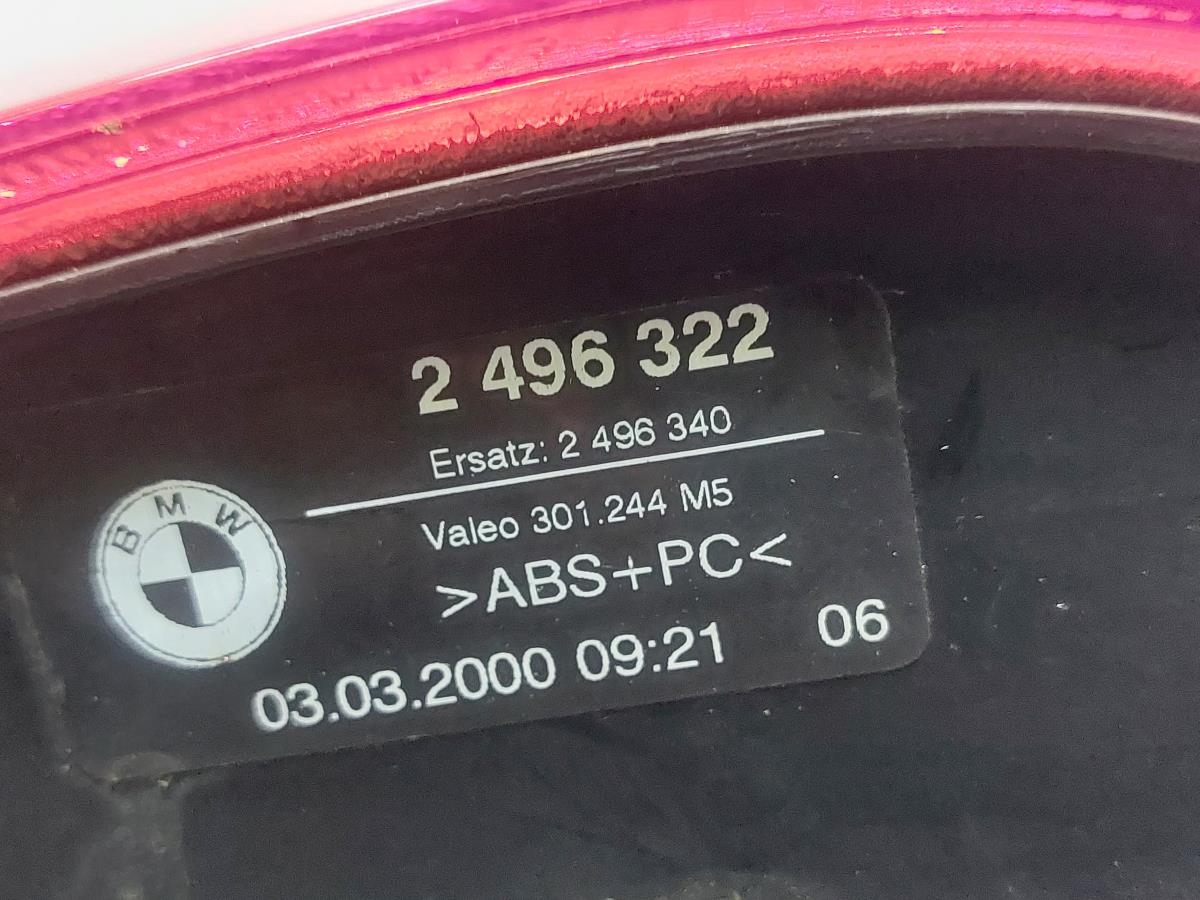 2 496 322
Ersatz: 2 496 340
BMW
Valeo 301.244 M5
>ABS+PC<
03.03.2000 09:21 06